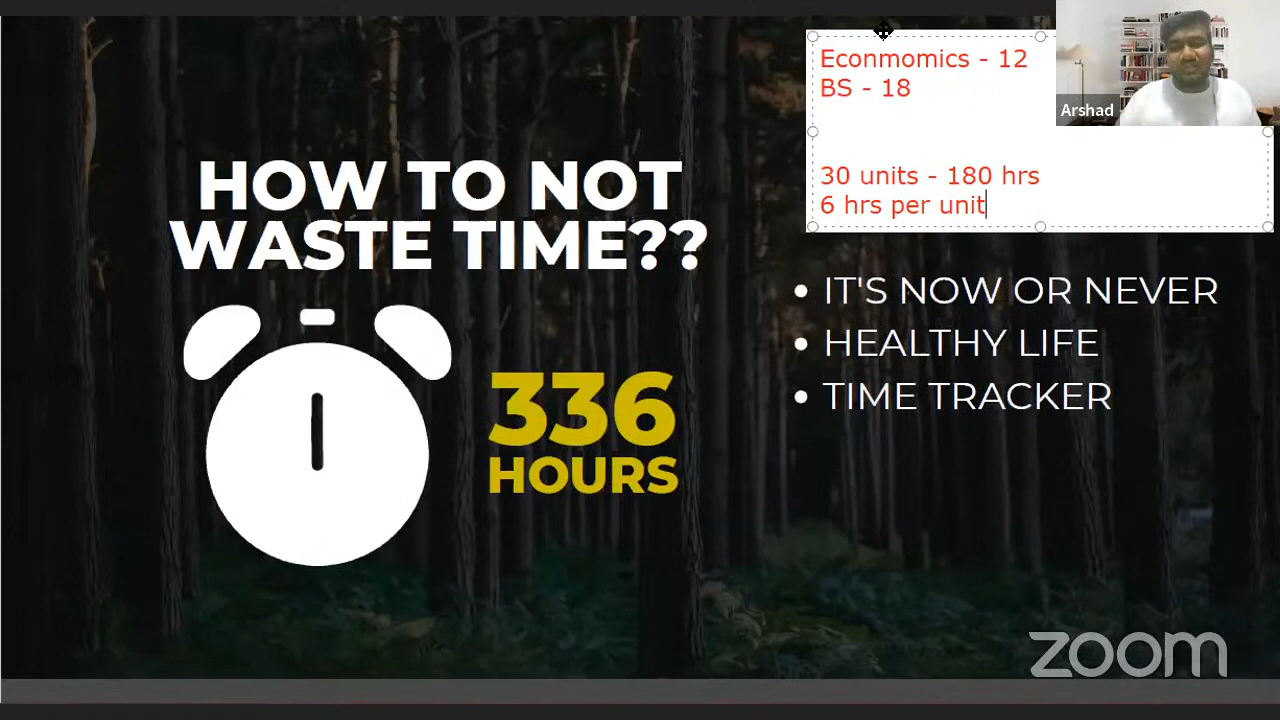 Econmomics - 12
BS - 18
30 units - 180 hrs
6 hrs per unit
Arshad
HOW TO NOT
WASTE TIME??
336
HOURS
• IT'S NOW OR NEVER
• HEALTHY LIFE
• TIME TRACKER
zoom